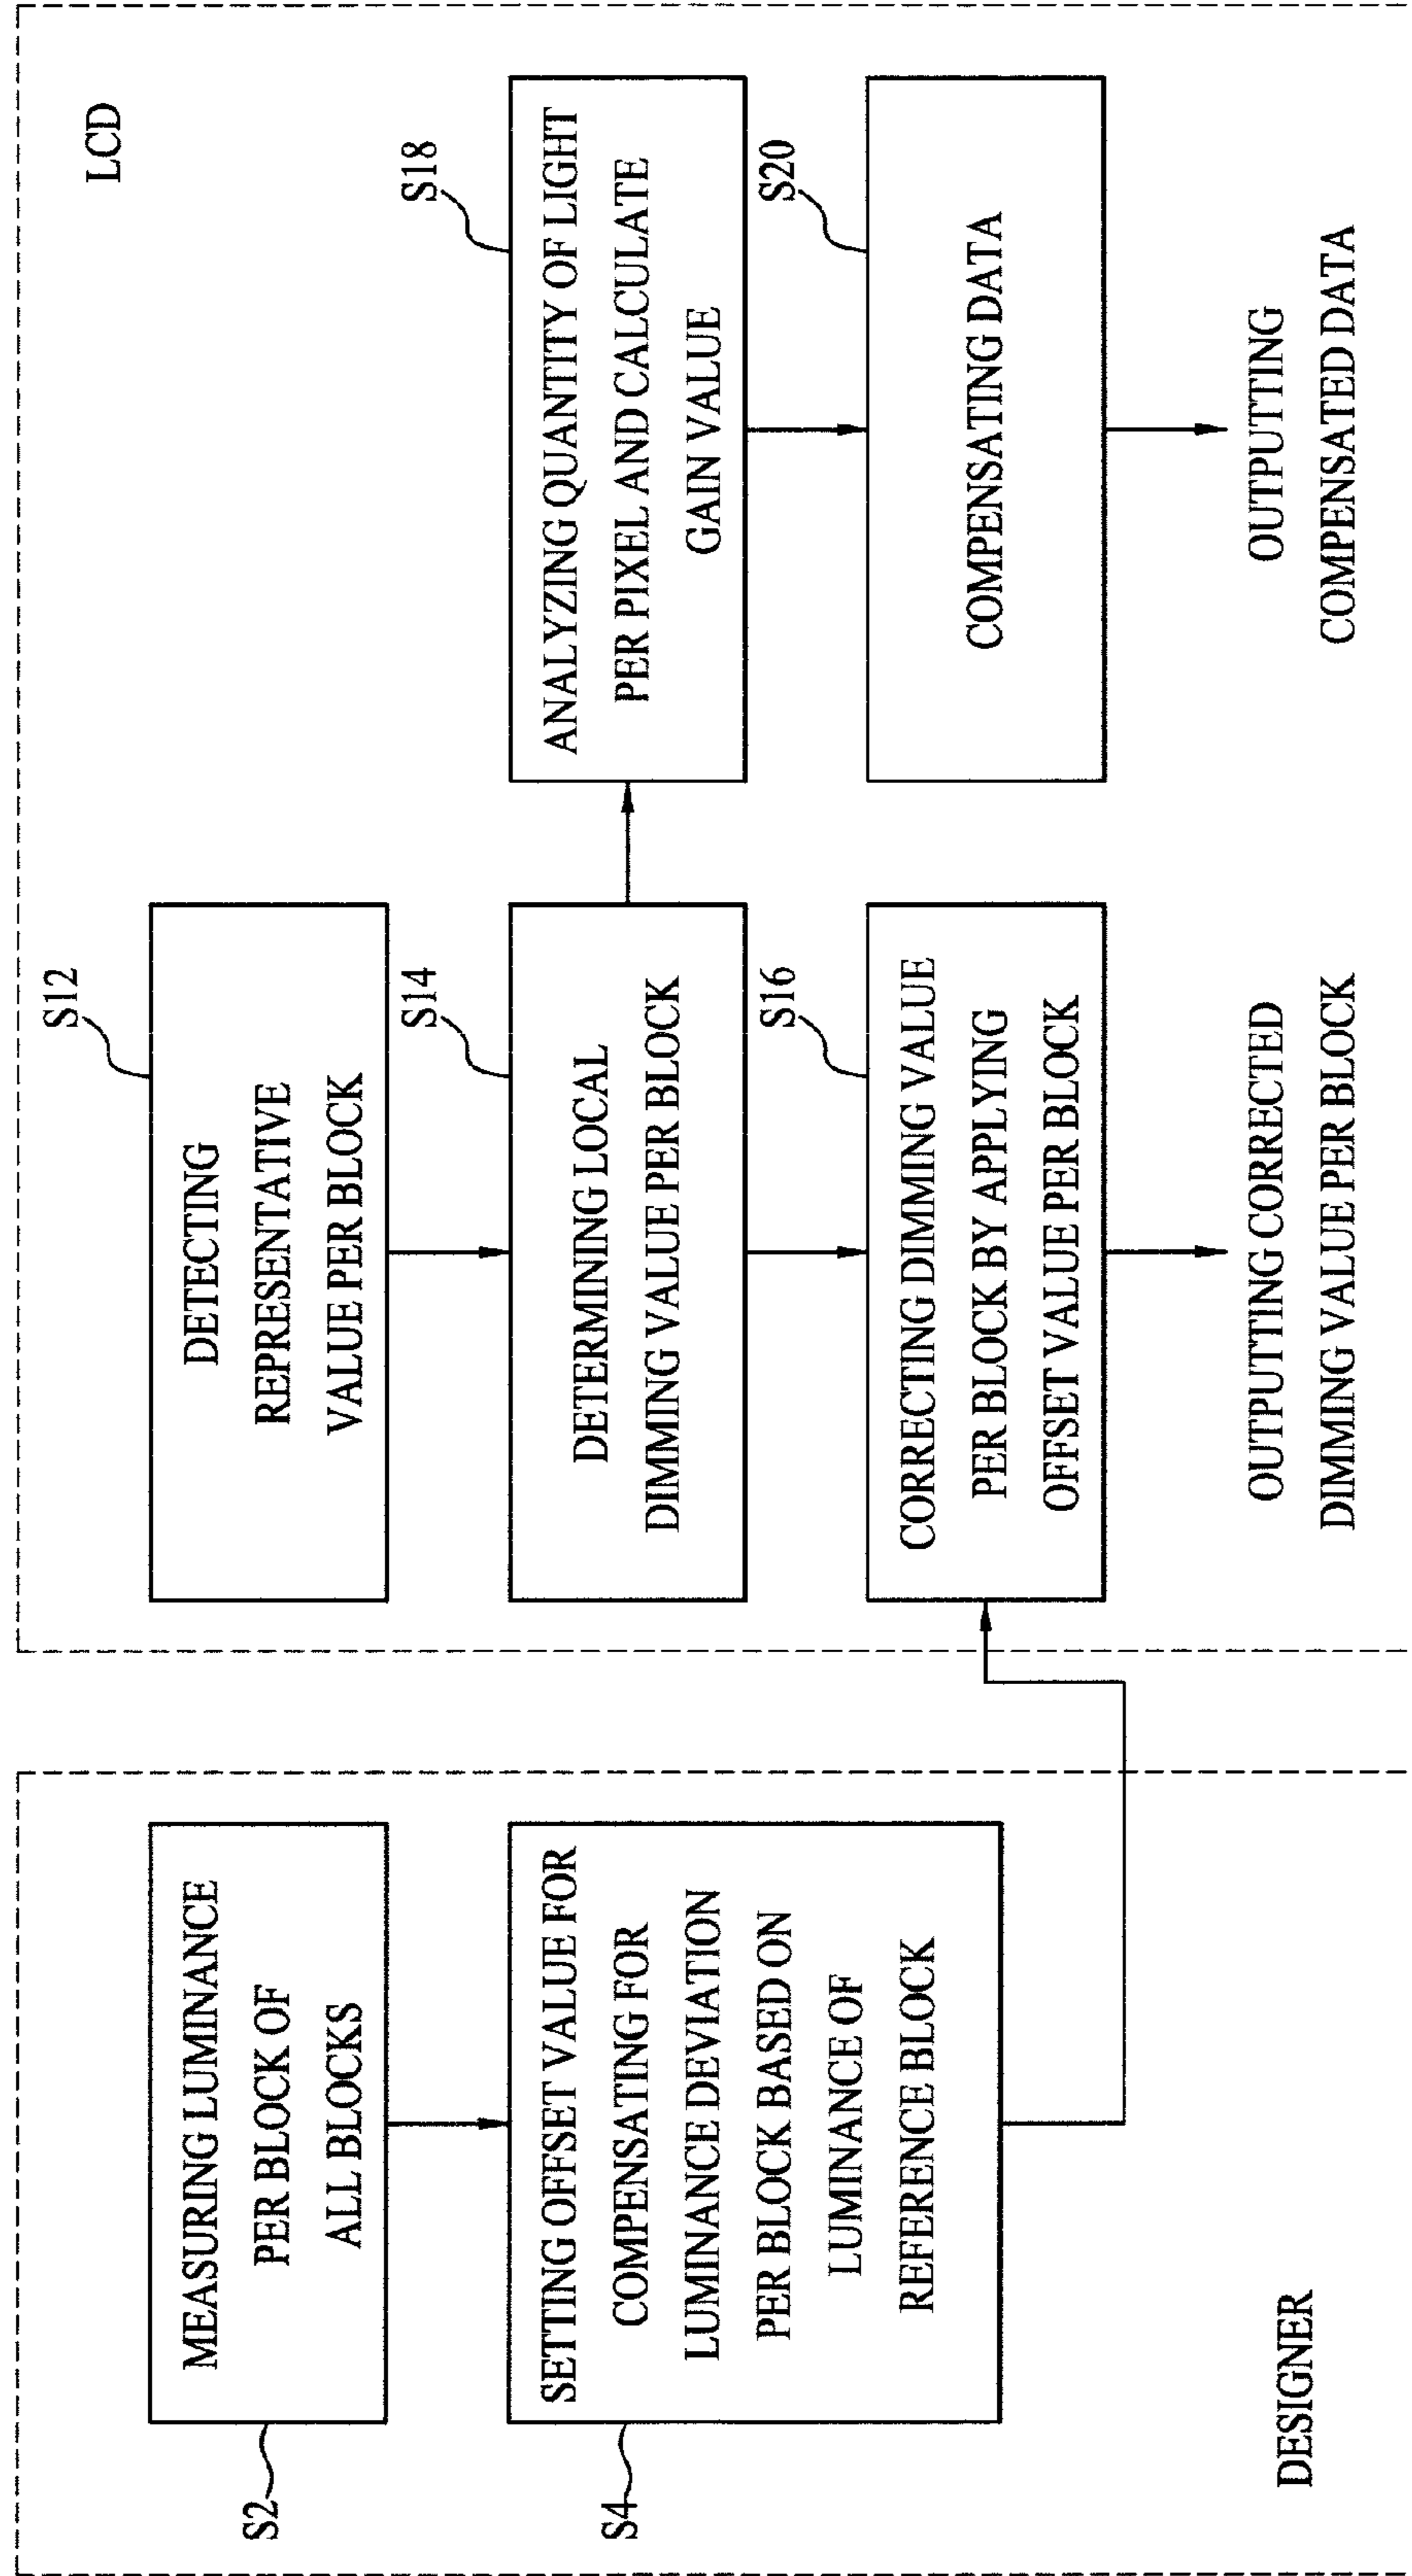 S2
MEASURING LUMINANCE
PER BLOCK OF
ALL BLOCKS
S4
SETTING OFFSET VALUE FOR
COMPENSATING FOR
LUMINANCE DEVIATION
PER BLOCK BASED ON
LUMINANCE OF
REFERENCE BLOCK
DESIGNER
LCD
S12
DETECTING
REPRESENTATIVE
VALUE PER BLOCK
S14
DETERMINING LOCAL
DIMMING VALUE PER BLOCK
S16
CORRECTING DIMMING VALUE
PER BLOCK BY APPLYING
OFFSET VALUE PER BLOCK
OUTPUTING CORRECTED
DIMMING VALUE PER BLOCK
S18
ANALYZING QUANTITY OF LIGHT
PER PIXEL AND CALCULATE
GAIN VALUE
S20
COMPENSATING DATA
OUTPUTING
COMPENSATED DATA